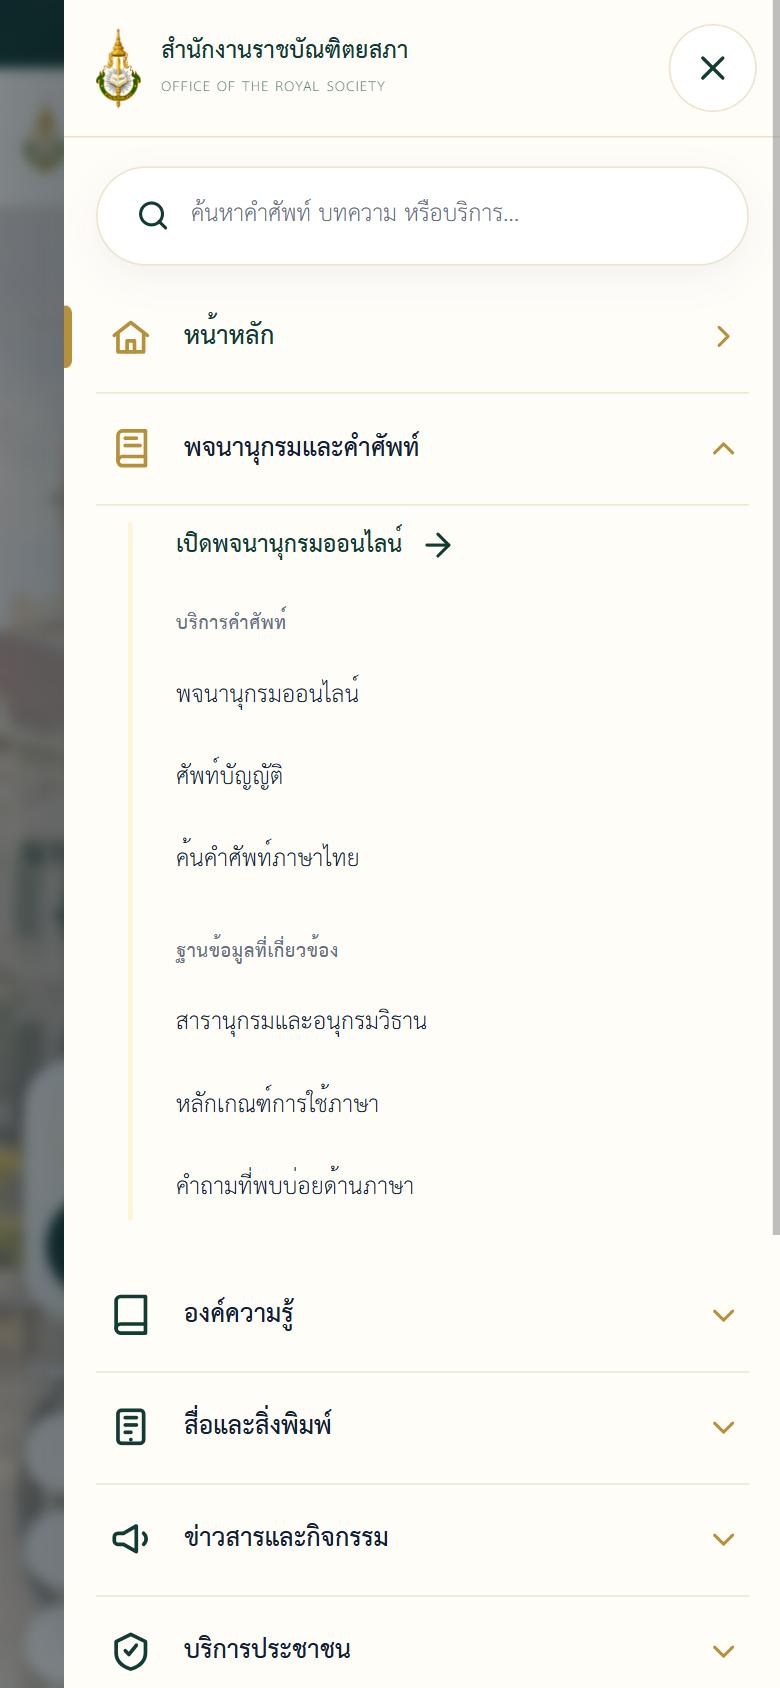 สำนักงานราชบัณฑิตยสภา
OFFICE OF THE ROYAL SOCIETY
ค้นหาคำศัพท์ บทความ หรือบริการ...
หน้าหลัก
พจนานุกรมและคำศัพท์
เปิดพจนานุกรมออนไลน์
บริการคำศัพท์
พจนานุกรมออนไลน์
ศัพท์บัญญัติ
ค้นคำศัพท์ภาษาไทย
ฐานข้อมูลที่เกี่ยวข้อง
สารานุกรมและอนุกรมวิธาน
หลักเกณฑ์การใช้ภาษา
คำถามที่พบบ่อยด้านภาษา
องค์ความรู้
สื่อและสิ่งพิมพ์
ข่าวสารและกิจกรรม
บริการประชาชน